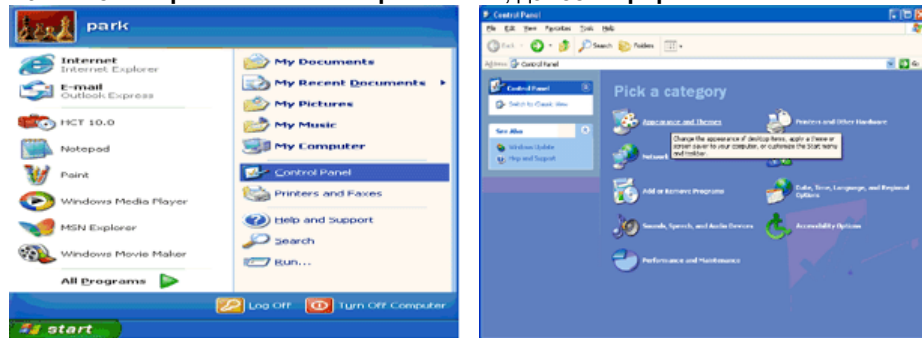 park
Internet
Internet Explorer
E-mail
Outlook Express
HCT 10.0
Notepad
Paint
Windows Media Player
MSN Explorer
Windows Movie Maker
All Programs
My Documents
My Recent Documents
My Pictures
My Music
My Computer
Control Panel
Printers and Faxes
Help and Support
Search
Run...
Log Off
Turn Off Computer
start
Control Panel
File Edit View Favorites Tools Help
Back
Search
Folders
Address
Control Panel
Go
Control Panel
Switch to Classic View
See Also
Windows Update
Help and Support
Pick a category
Appearance and Themes
Printers and Other Hardware
Change the appearance of desktop items, apply a theme or
screen saver to your computer, or customize the Start menu
and taskbar.
Network
Add or Remove Programs
Date, Time, Language, and Regional
Options
Sounds, Speech, and Audio Devices
Accessibility Options
Performance and Maintenance